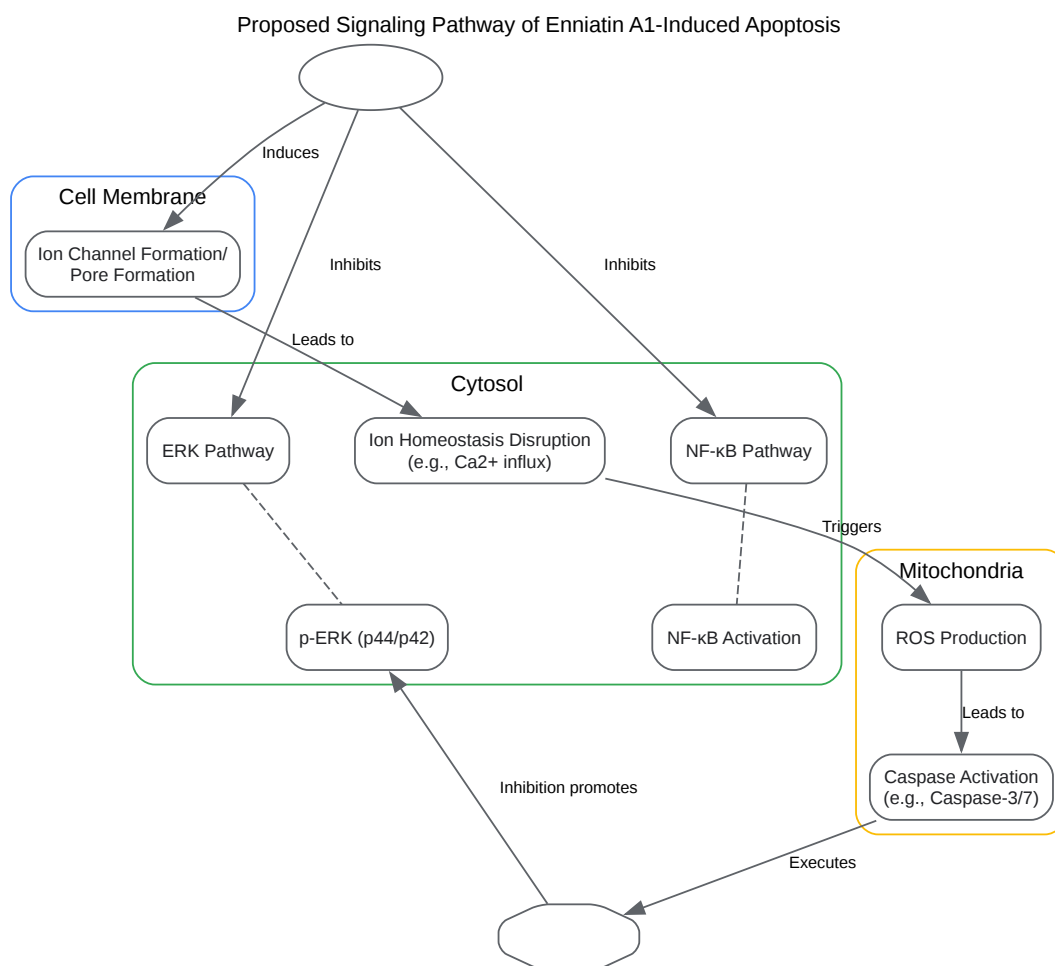 Proposed Signaling Pathway of Enniatin A1-Induced Apoptosis
Induces
Cell Membrane
Ion Channel Formation/
Pore Formation
Inhibits
Inhibits
Leads to
Cytosol
ERK Pathway
Ion Homeostasis Disruption
(e.g., Ca2+ influx)
NF-κB Pathway
Triggers
Mitochondria
p-ERK (p44/p42)
NF-κB Activation
ROS Production
Leads to
Caspase Activation
(e.g., Caspase-3/7)
Inhibition promotes
Executes